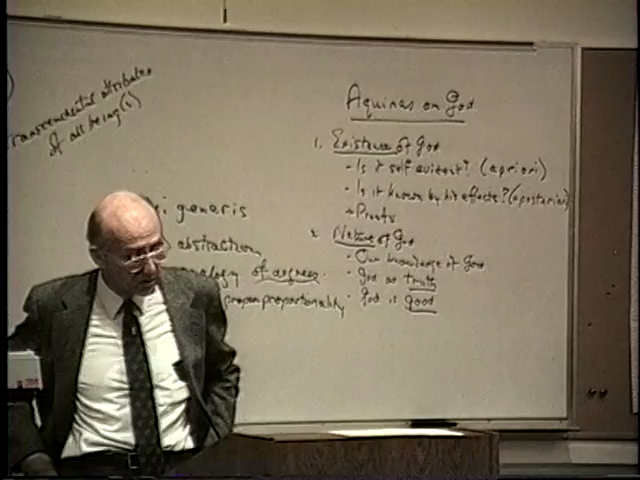 Transcendental attributes
of all being(s)
generis
abstraction
analogy of degrees
proper proportionality
Aquinas on God
1. Existence of God
- Is it self evident? (apriori)
- Is it known by his effects? (aposteriori)
Proofs
Nature of God
- Our knowledge of God
- God as Truth
- God is good